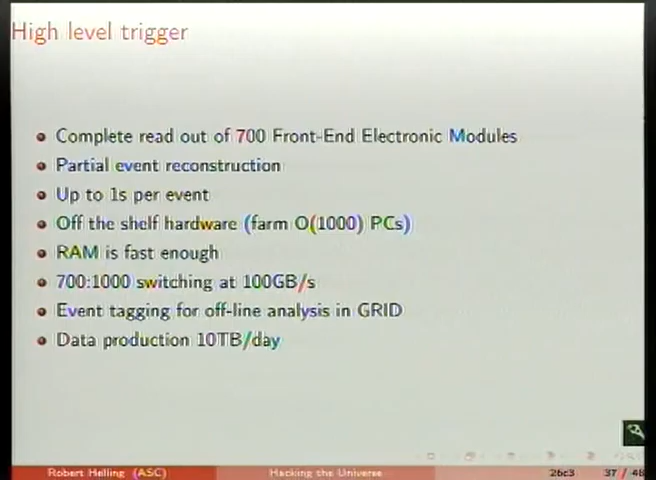 High level trigger
Complete read out of 700 Front-End Electronic Modules
Partial event reconstruction
Up to 1s per event
Off the shelf hardware (farm O(1000) PCs)
RAM is fast enough
700:1000 switching at 100GB/s
Event tagging for off-line analysis in GRID
Data production 10TB/day
Robert Helling (ASC) Hacking the Universe 26c3 37 / 48